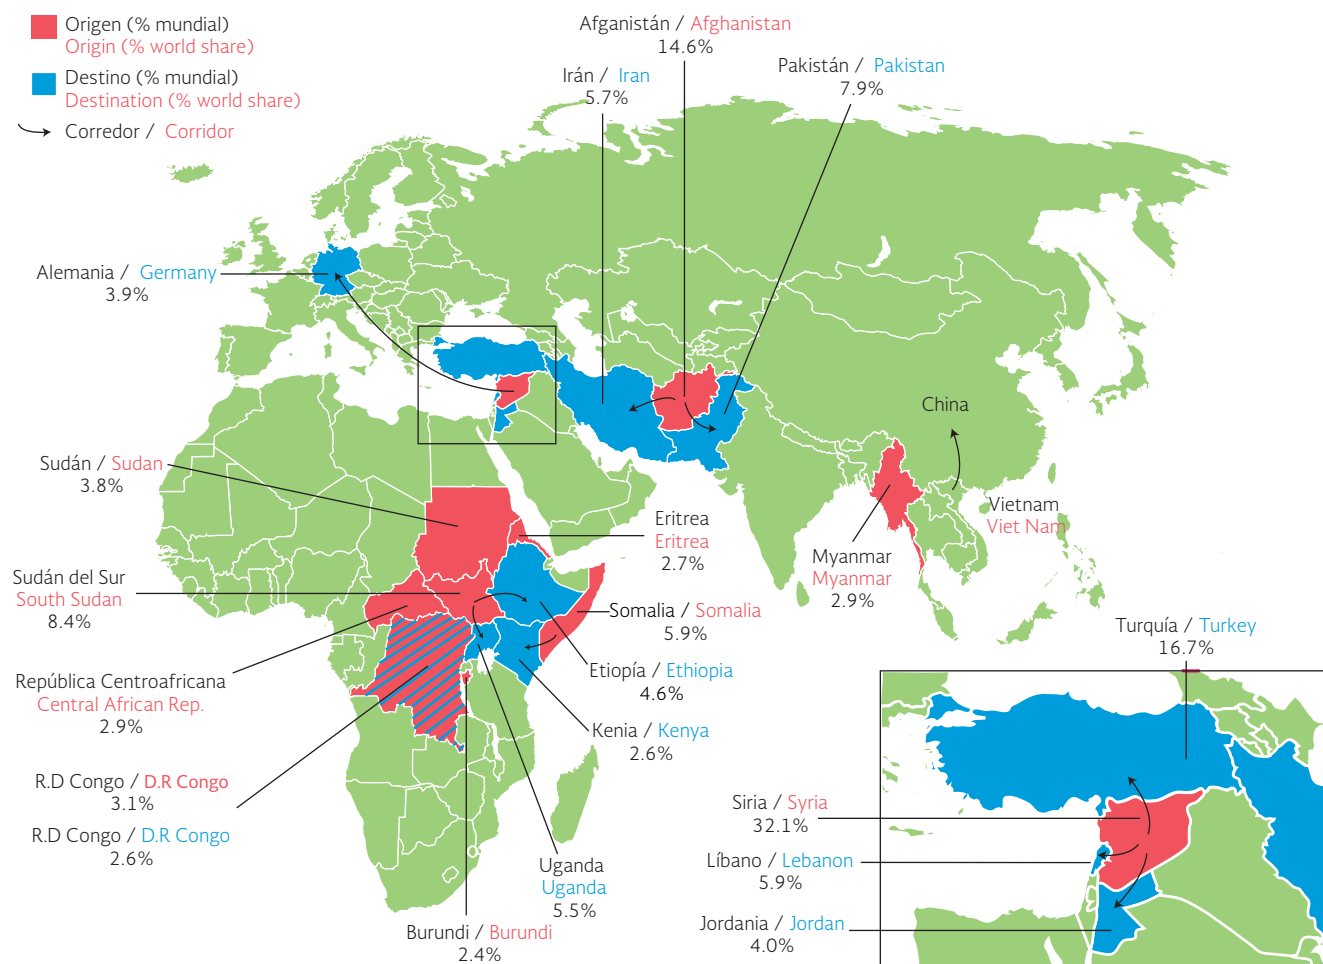 Origen (% mundial)
Origin (% world share)
Destino (% mundial)
Destination (% world share)
Corredor / Corridor
Afganistán / Afghanistan
14.6%
Irán / Iran
5.7%
Pakistán / Pakistan
7.9%
Alemania / Germany
3.9%
China
Sudán / Sudan
3.8%
Vietnam
Viet Nam
Eritrea
Eritrea
2.7%
Myanmar
Myanmar
2.9%
Sudán del Sur
South Sudan
8.4%
Somalia / Somalia
5.9%
Turquía / Turkey
16.7%
Etiopía / Ethiopia
4.6%
República Centroafricana
Central African Rep.
2.9%
Kenia / Kenya
2.6%
R.D Congo / D.R Congo
3.1%
R.D Congo / D.R Congo
2.6%
Siria / Syria
32.1%
Líbano / Lebanon
5.9%
Uganda
Uganda
5.5%
Jordania / Jordan
4.0%
Burundi / Burundi
2.4%